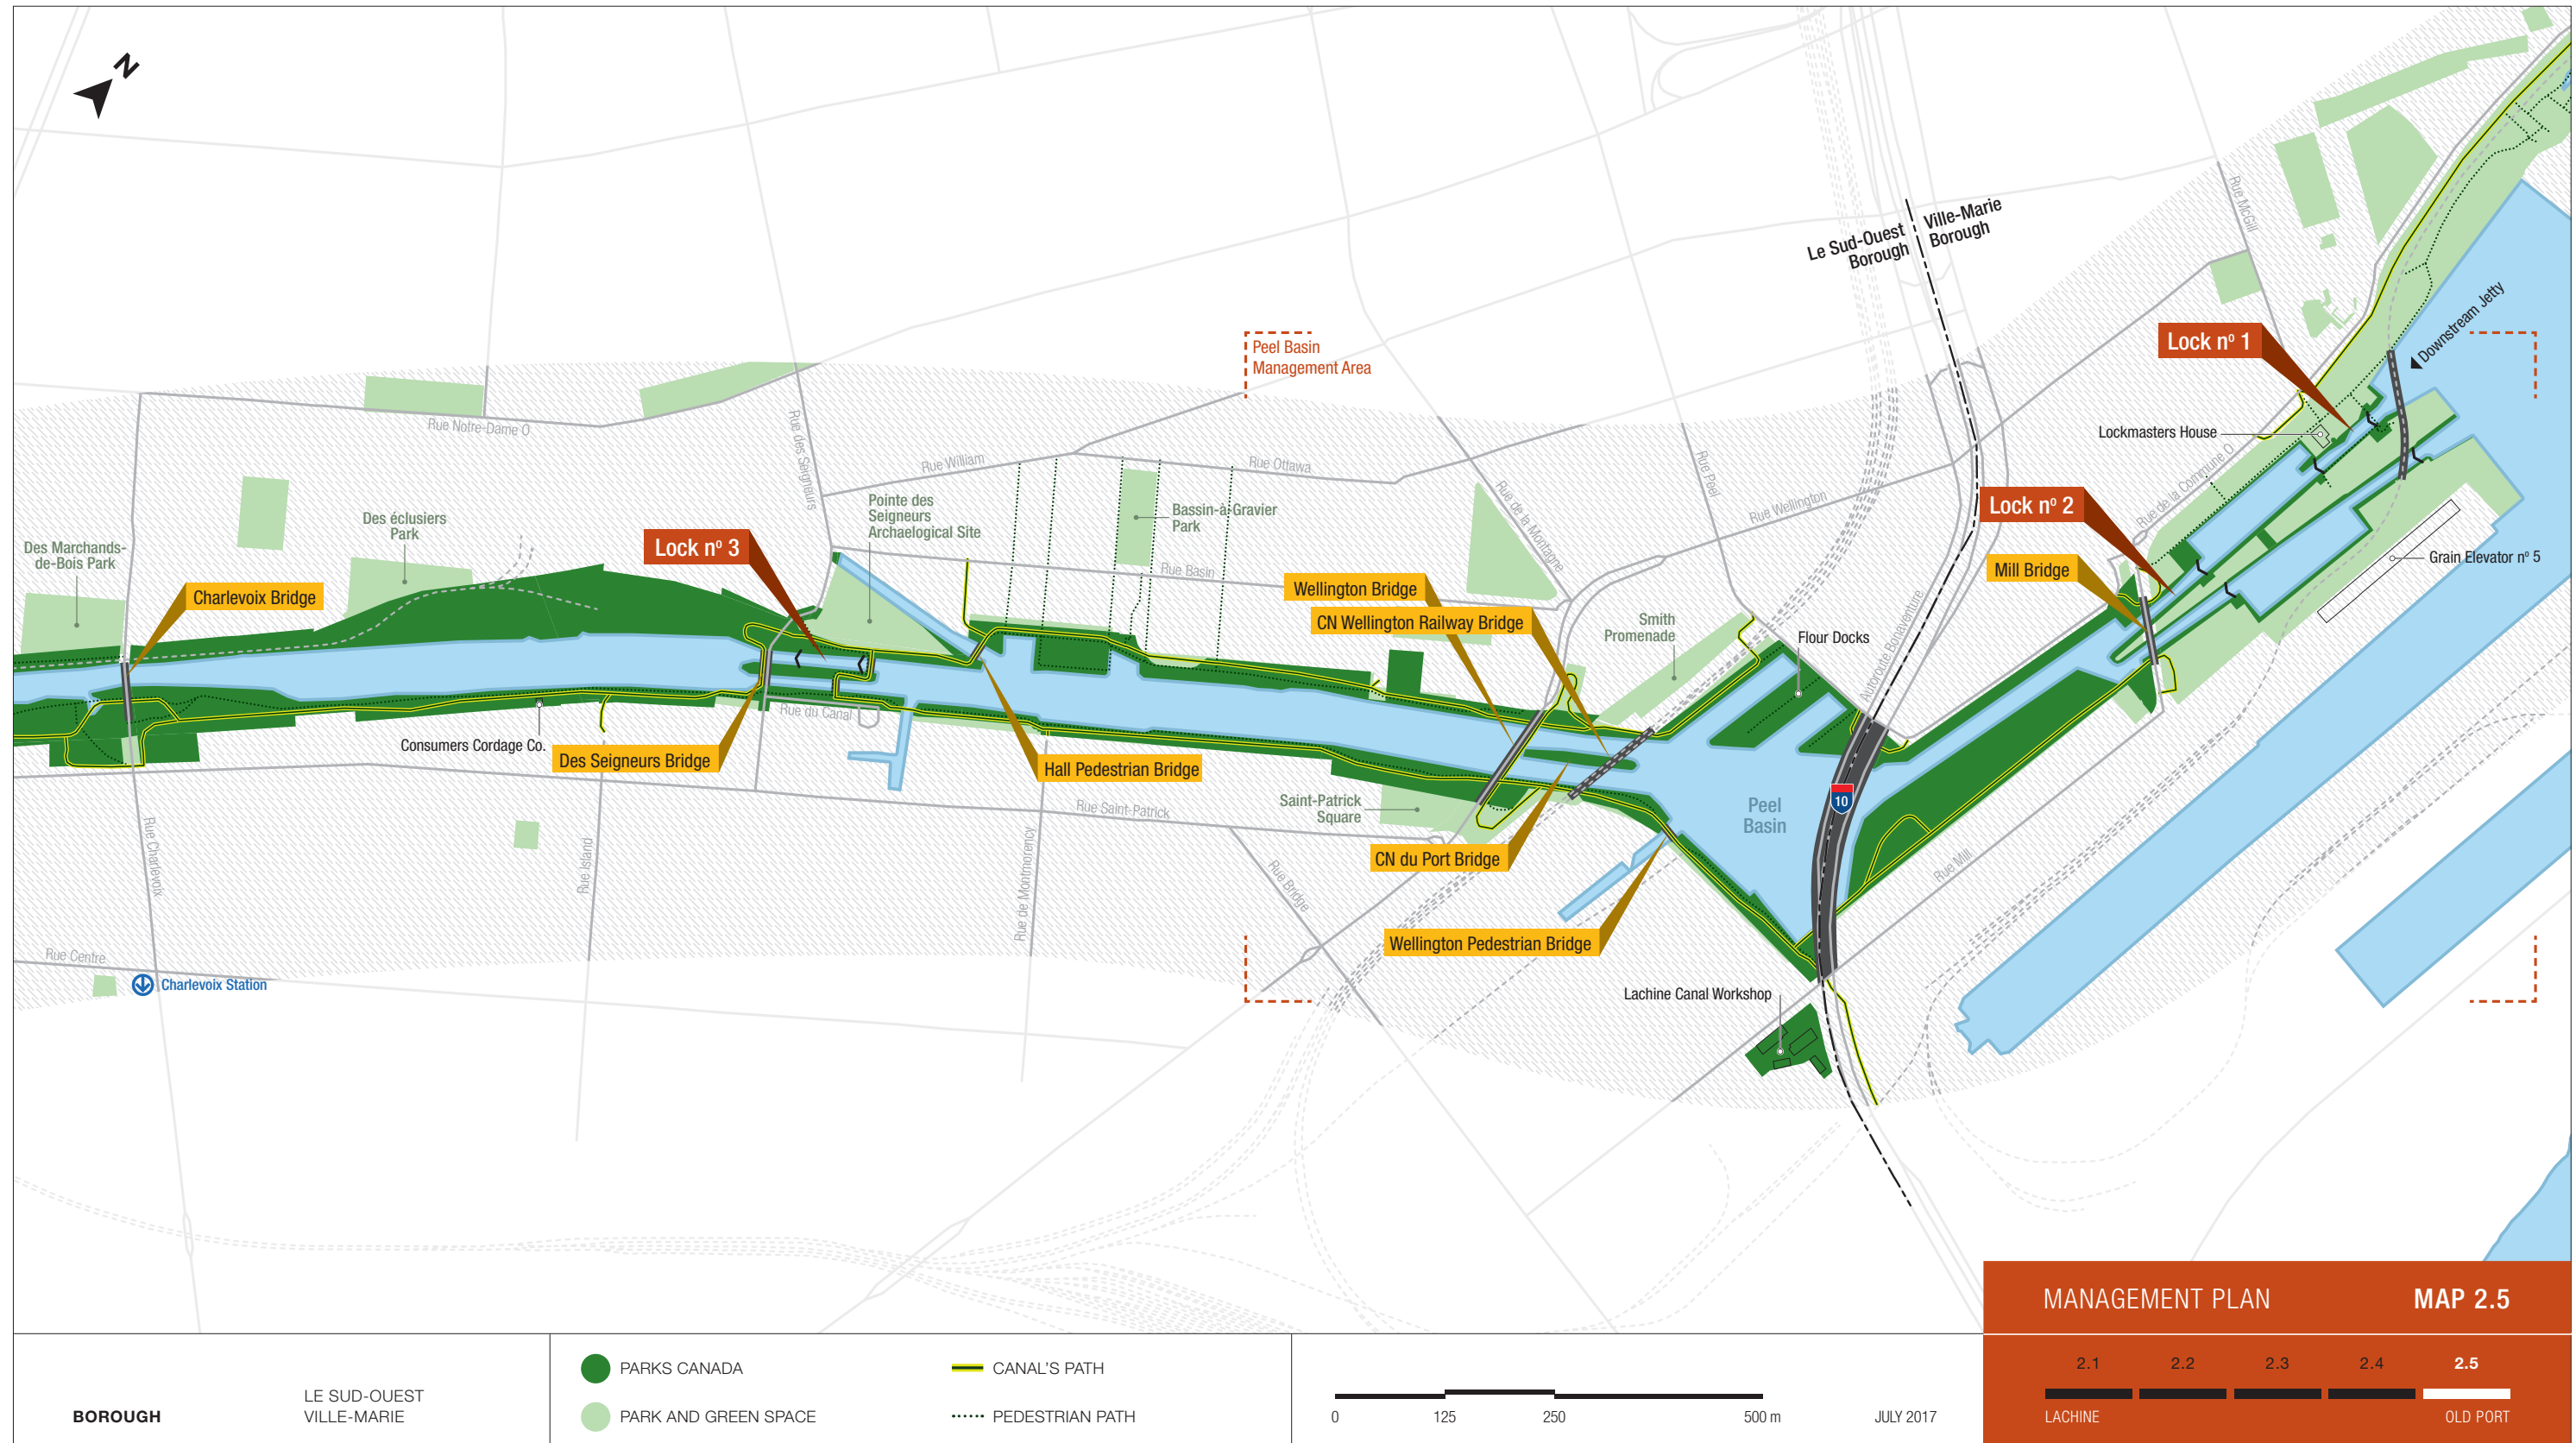 N
Le Sud-Ouest
Borough
Ville-Marie
Borough
Rue McGill
Downstream Jetty
Lock nº 1
Peel Basin
Management Area
Lockmasters House
Rue de la Commune O
Rue Notre-Dame O
Rue des Seigneurs
Rue William
Rue Ottawa
Rue de la Montagne
Rue Peel
Rue Wellington
Lock nº 2
Mill Bridge
Grain Elevator nº 5
Des Marchands-
de-Bois Park
Des éclusiers
Park
Lock nº 3
Pointe des
Seigneurs
Archaelogical Site
Bassin-à-Gravier
Park
Rue Basin
Charlevoix Bridge
Wellington Bridge
CN Wellington Railway Bridge
Smith
Promenade
Flour Docks
Autoroute Bonaventure
Consumers Cordage Co.
Rue du Canal
Des Seigneurs Bridge
Hall Pedestrian Bridge
Rue Saint-Patrick
Saint-Patrick
Square
Peel
Basin
10
CN du Port Bridge
Rue Charlevoix
Rue Island
Rue de Montmorency
Rue Bridge
Rue Mill
Wellington Pedestrian Bridge
Rue Centre
Charlevoix Station
Lachine Canal Workshop
MANAGEMENT PLAN
MAP 2.5
2.1 2.2 2.3 2.4 2.5
LACHINE
OLD PORT
BOROUGH
LE SUD-OUEST
VILLE-MARIE
PARKS CANADA
PARK AND GREEN SPACE
CANAL'S PATH
PEDESTRIAN PATH
0 125 250 500 m
JULY 2017